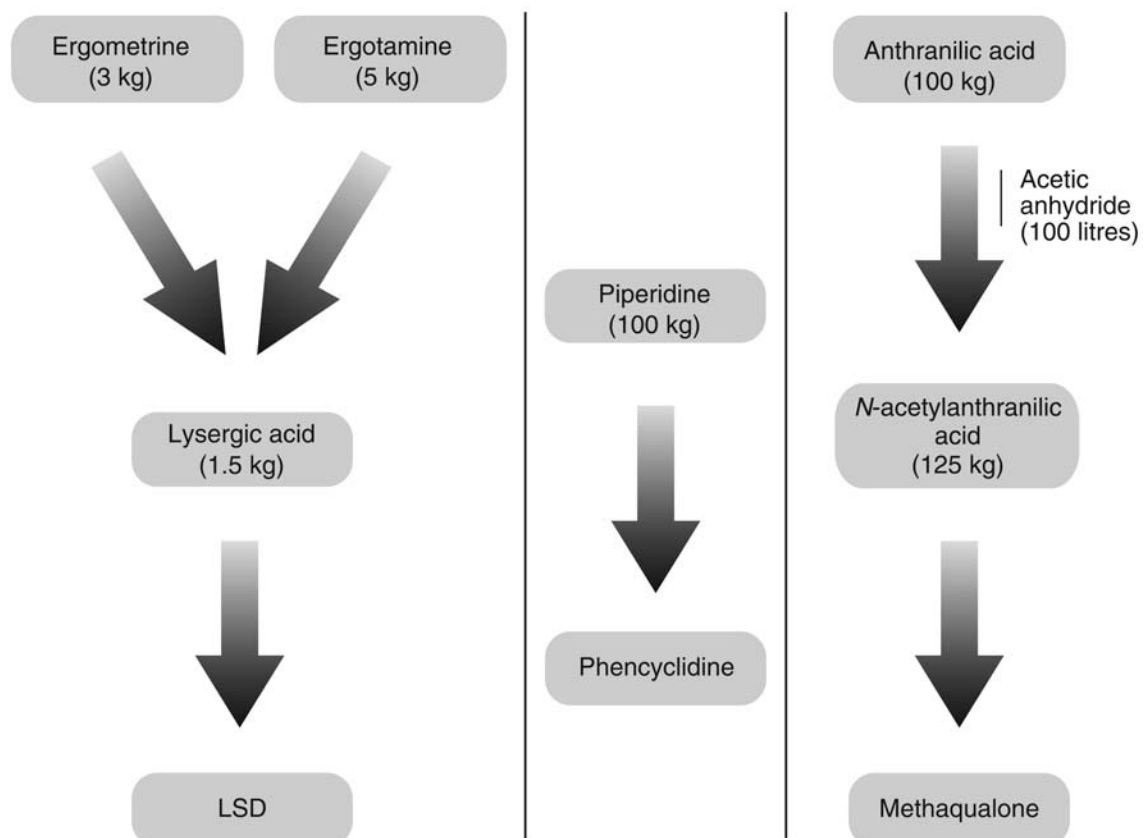 Ergometrine
(3 kg)
Ergotamine
(5 kg)
Lysergic acid
(1.5 kg)
LSD
Piperidine
(100 kg)
Phencyclidine
Anthranilic acid
(100 kg)
Acetic
anhydride
(100 litres)
N-acetylanthranilic
acid
(125 kg)
Methaqualone